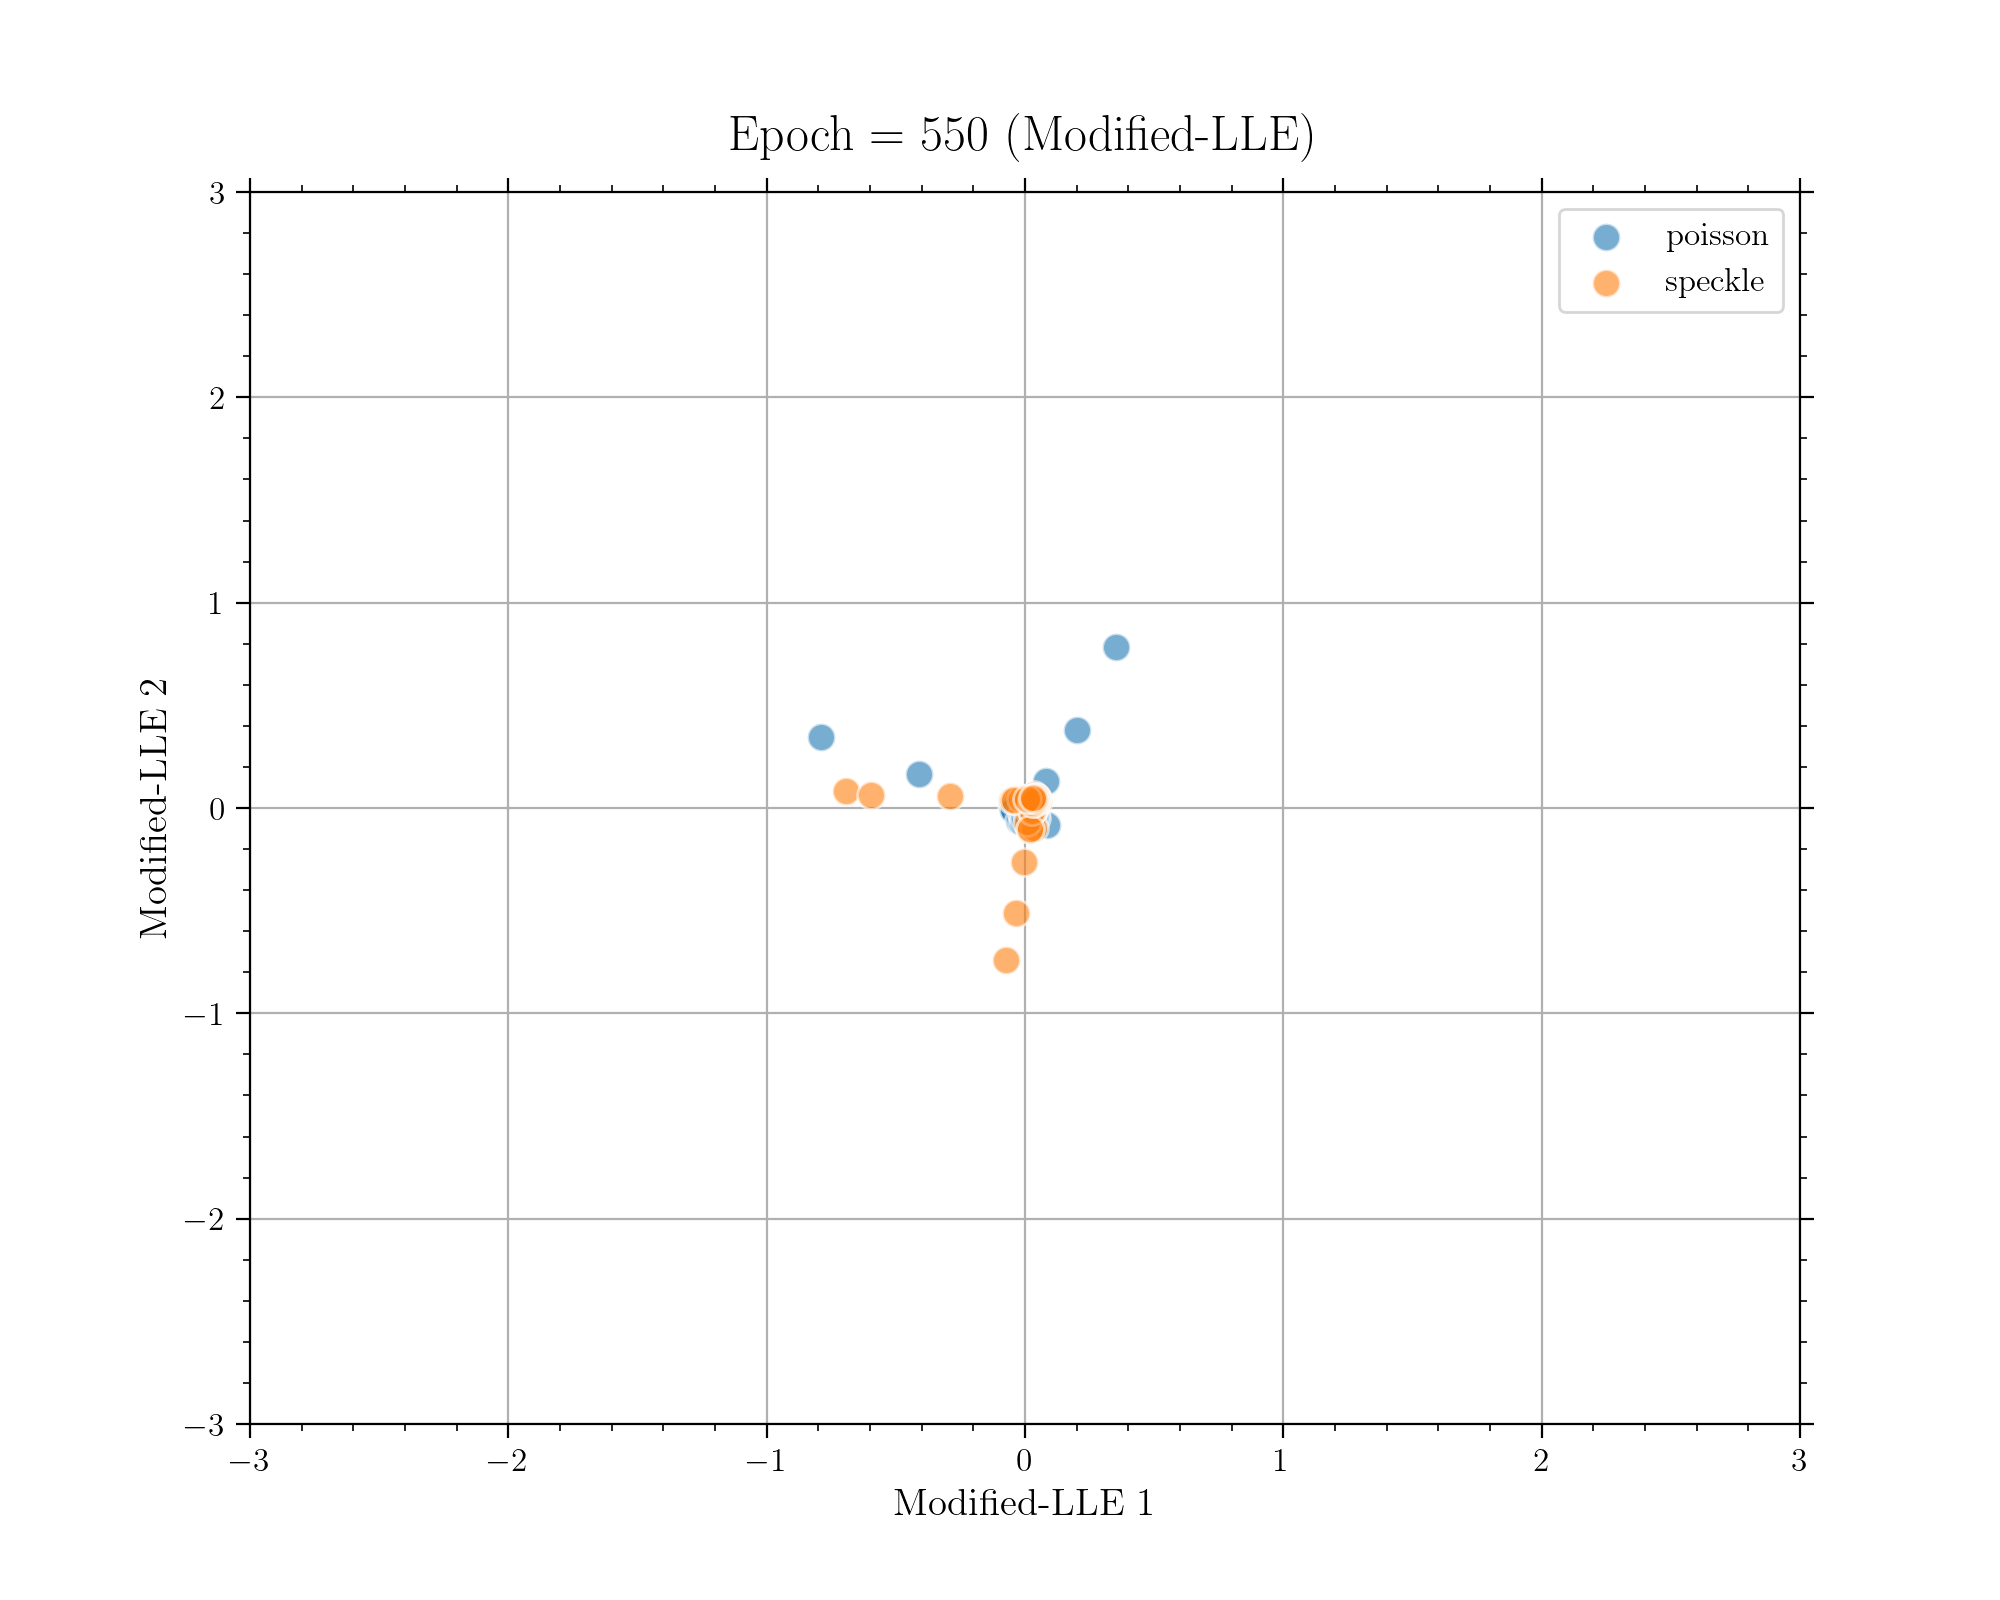 Epoch = 550 (Modified-LLE)
poisson
speckle
3
2
1
0
−1
−2
−3
Modified-LLE 2
−3
−2
−1
0
1
2
3
Modified-LLE 1